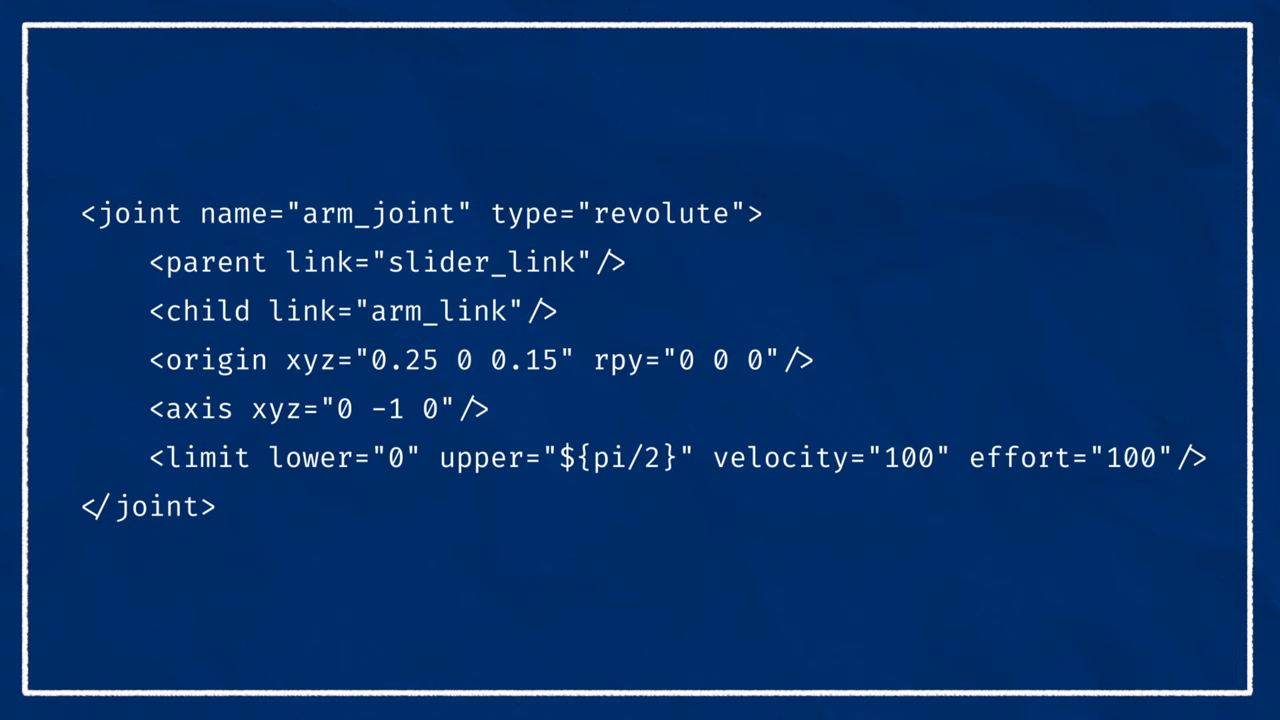 <joint name="arm_joint" type="revolute">
<parent link="slider_link"/>
<child link="arm_link"/>
<origin xyz="0.25 0 0.15" rpy="0 0 0"/>
<axis xyz="0 -1 0"/>
<limit lower="0" upper="${pi/2}" velocity="100" effort="100"/>
</joint>